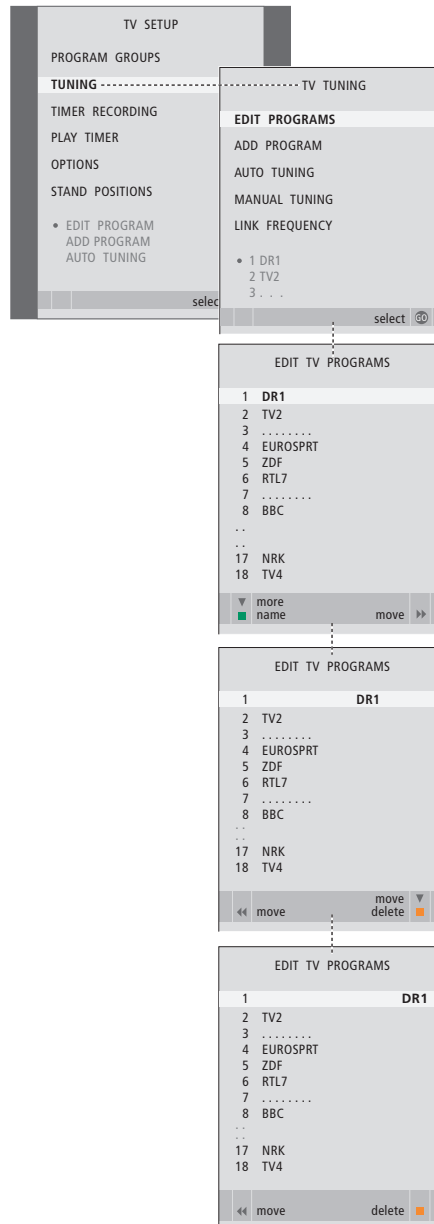 TV SETUP
PROGRAM GROUPS
TUNING
TIMER RECORDING
PLAY TIMER
OPTIONS
STAND POSITIONS
• EDIT PROGRAM
ADD PROGRAM
AUTO TUNING
selec
TV TUNING
EDIT PROGRAMS
ADD PROGRAM
AUTO TUNING
MANUAL TUNING
LINK FREQUENCY
• 1 DR1
2 TV2
3 . . .
select GO
EDIT TV PROGRAMS
1 DR1
2 TV2
3 ........
4 EUROSPRT
5 ZDF
6 RTL7
7 ........
8 BBC
. .
. .
17 NRK
18 TV4
▼ more
■ name move ▶▶
EDIT TV PROGRAMS
1 DR1
2 TV2
3 ........
4 EUROSPRT
5 ZDF
6 RTL7
7 ........
8 BBC
. .
. .
17 NRK
18 TV4
move ▼
◀◀ move delete ■
EDIT TV PROGRAMS
1 DR1
2 TV2
3 ........
4 EUROSPRT
5 ZDF
6 RTL7
7 ........
8 BBC
. .
. .
17 NRK
18 TV4
◀◀ move delete ■